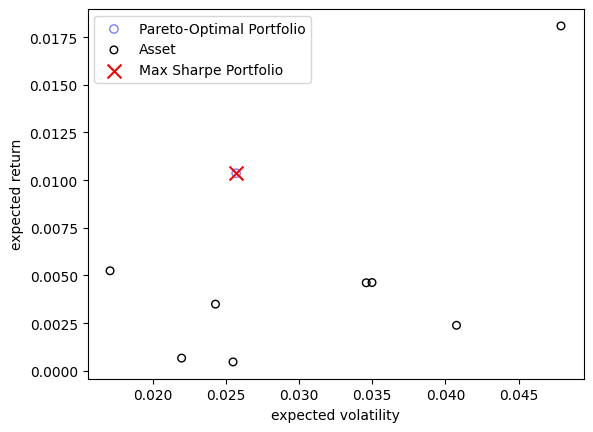 Pareto-Optimal Portfolio
Asset
Max Sharpe Portfolio
0.0175
0.0150
0.0125
0.0100
0.0075
0.0050
0.0025
0.0000
expected return
0.020 0.025 0.030 0.035 0.040 0.045
expected volatility